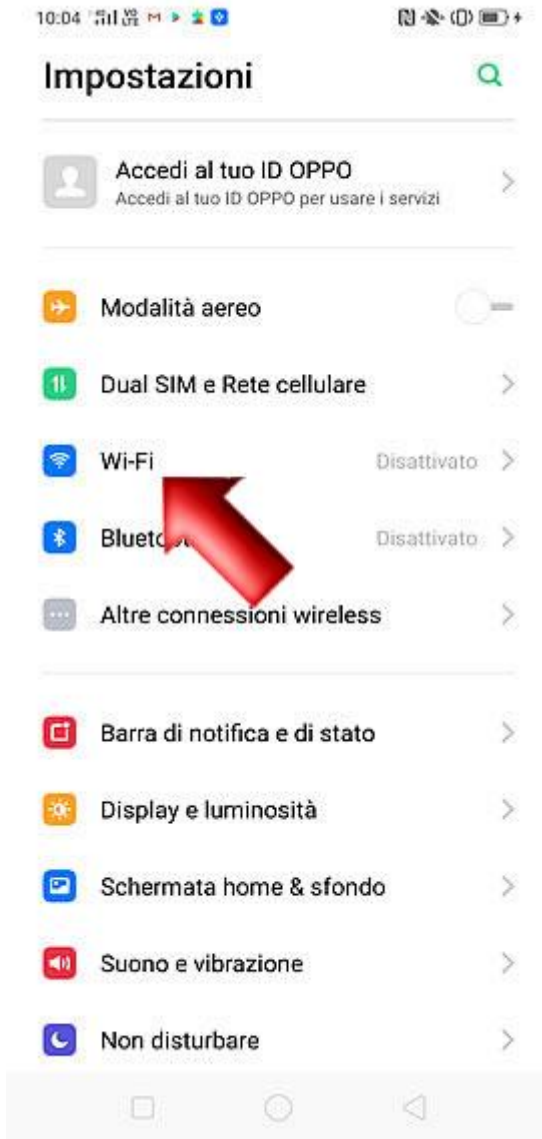 10:04
Impostazioni
Accedi al tuo ID OPPO
Accedi al tuo ID OPPO per usare i servizi
Modalità aereo
Dual SIM e Rete cellulare
Wi-Fi Disattivato
Disattivato
Altre connessioni wireless
Barra di notifica e di stato
Display e luminosità
Schermata home & sfondo
Suono e vibrazione
Non disturbare